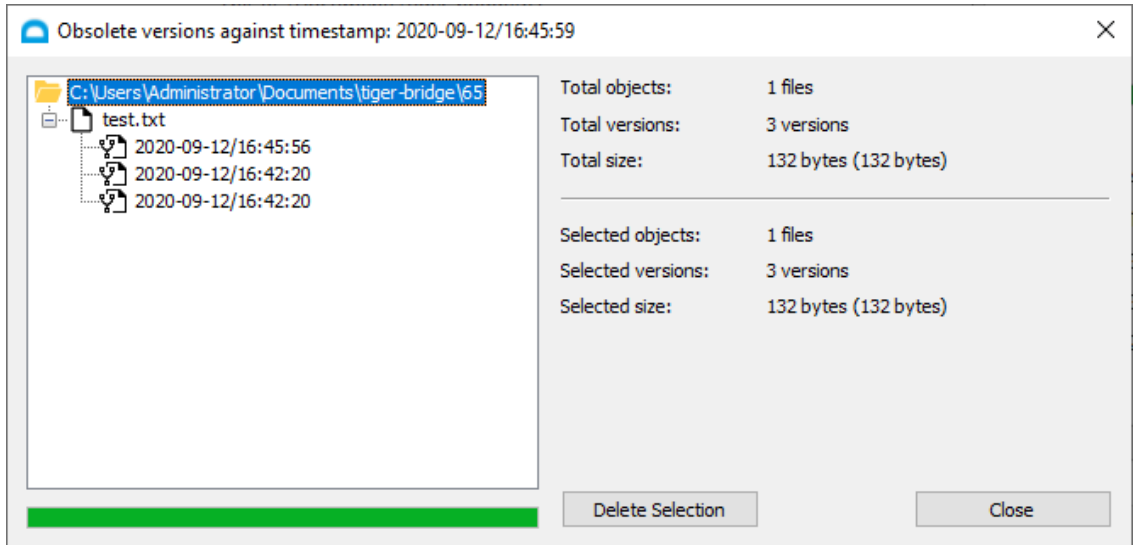 Obsolete versions against timestamp: 2020-09-12/16:45:59
C:\Users\Administrator\Documents\tiger-bridge\65
test.txt
2020-09-12/16:45:56
2020-09-12/16:42:20
2020-09-12/16:42:20
Total objects: 1 files
Total versions: 3 versions
Total size: 132 bytes (132 bytes)
Selected objects: 1 files
Selected versions: 3 versions
Selected size: 132 bytes (132 bytes)
Delete Selection Close